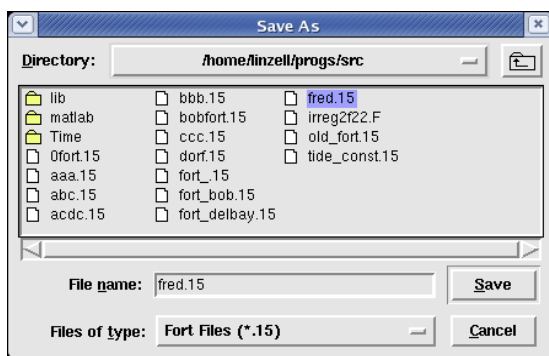 Save As
Directory: /home/linzell/progs/src
lib bbb.15 fred.15
matlab bobfort.15 irreg2f22.F
Time ccc.15 old_fort.15
0fort.15 dorf.15 tide_const.15
aaa.15 fort_.15
abc.15 fort_bob.15
acdc.15 fort_delbay.15
File name: fred.15 Save
Files of type: Fort Files (*.15) Cancel